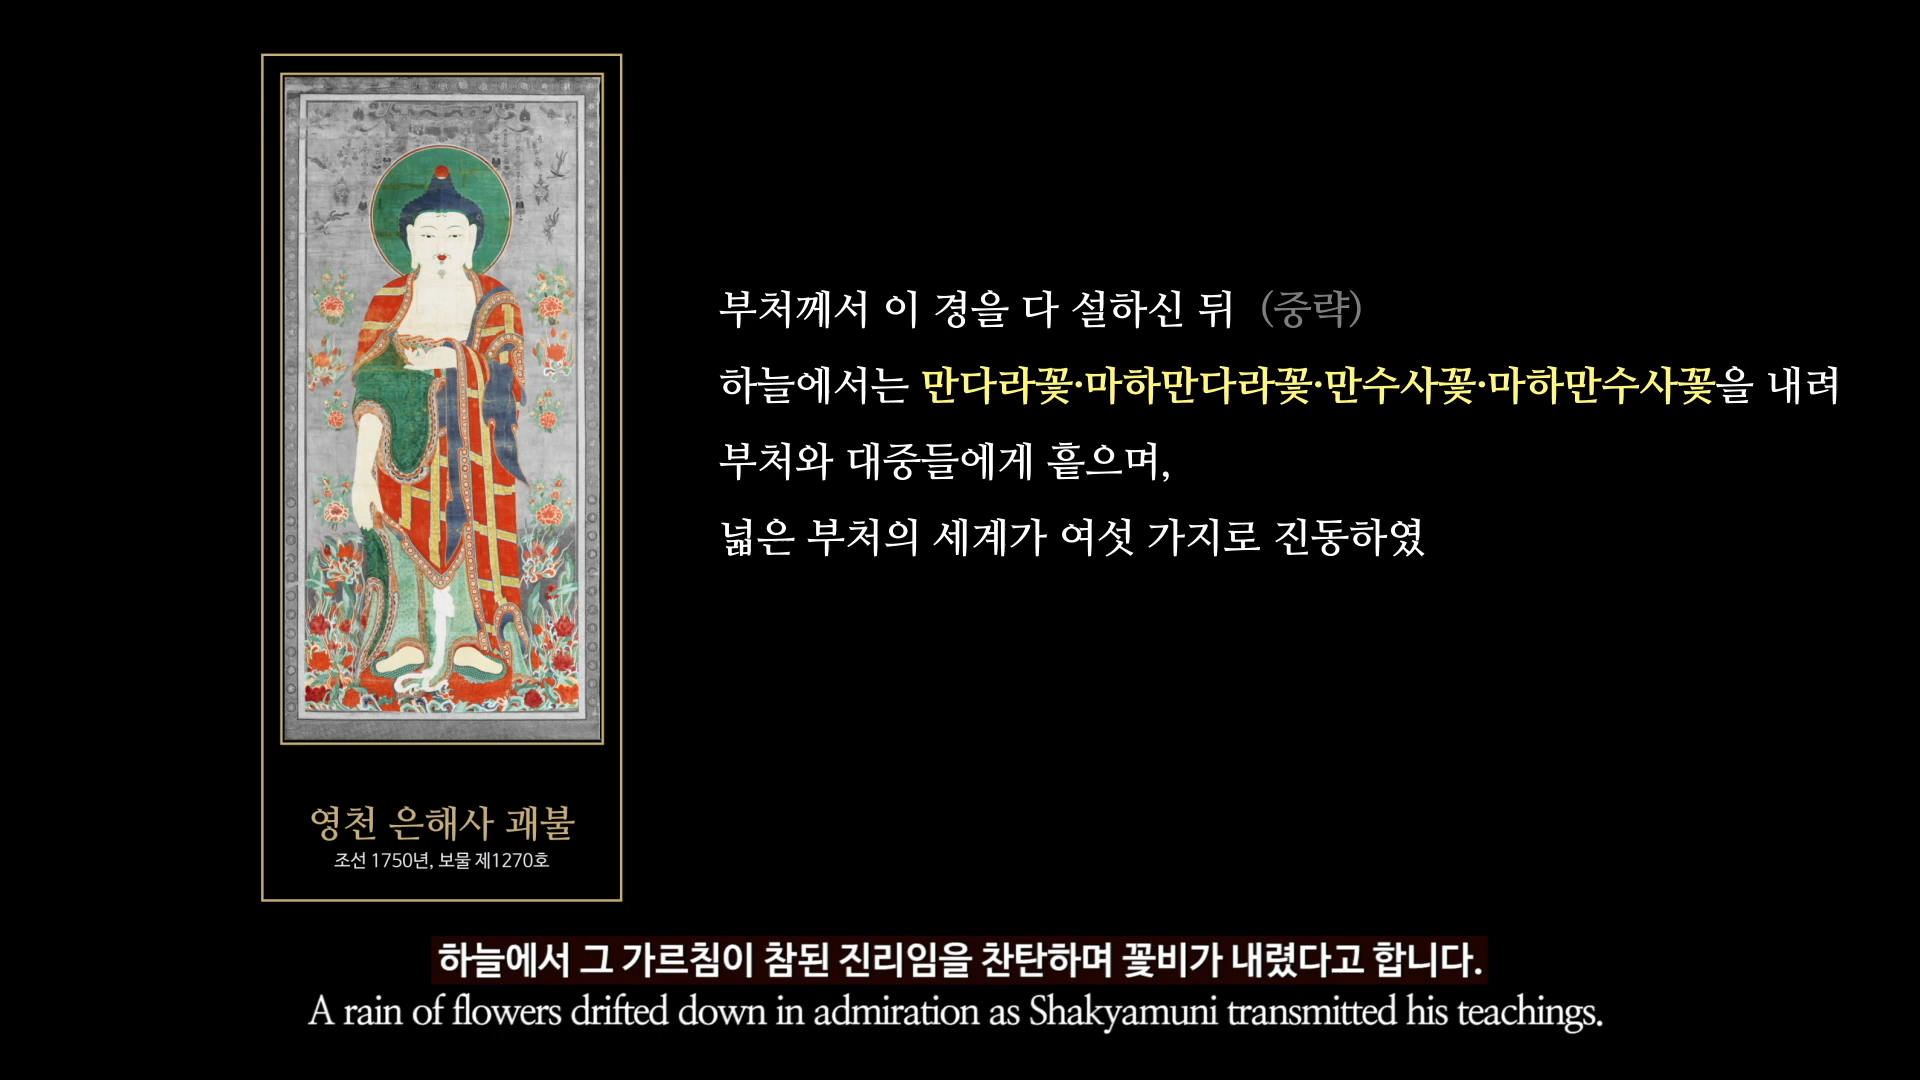 부처께서 이 경을 다 설하신 뒤 (중략)
하늘에서는 만다라꽃·마하만다라꽃·만수사꽃·마하만수사꽃을 내려
부처와 대중들에게 흩으며,
넓은 부처의 세계가 여섯 가지로 진동하였
영천 은해사 괘불
조선 1750년, 보물 제1270호
하늘에서 그 가르침이 참된 진리임을 찬탄하며 꽃비가 내렸다고 합니다.
A rain of flowers drifted down in admiration as Shakyamuni transmitted his teachings.